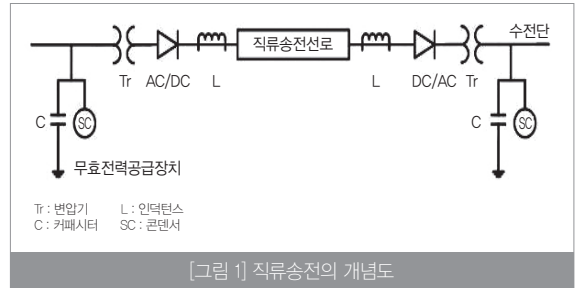 수전단
직류송전선로
Tr AC/DC L L DC/AC Tr
C SC C SC
무효전력공급장치
Tr : 변압기 L : 인덕턴스
C : 커패시터 SC : 콘덴서
[그림 1] 직류송전의 개념도